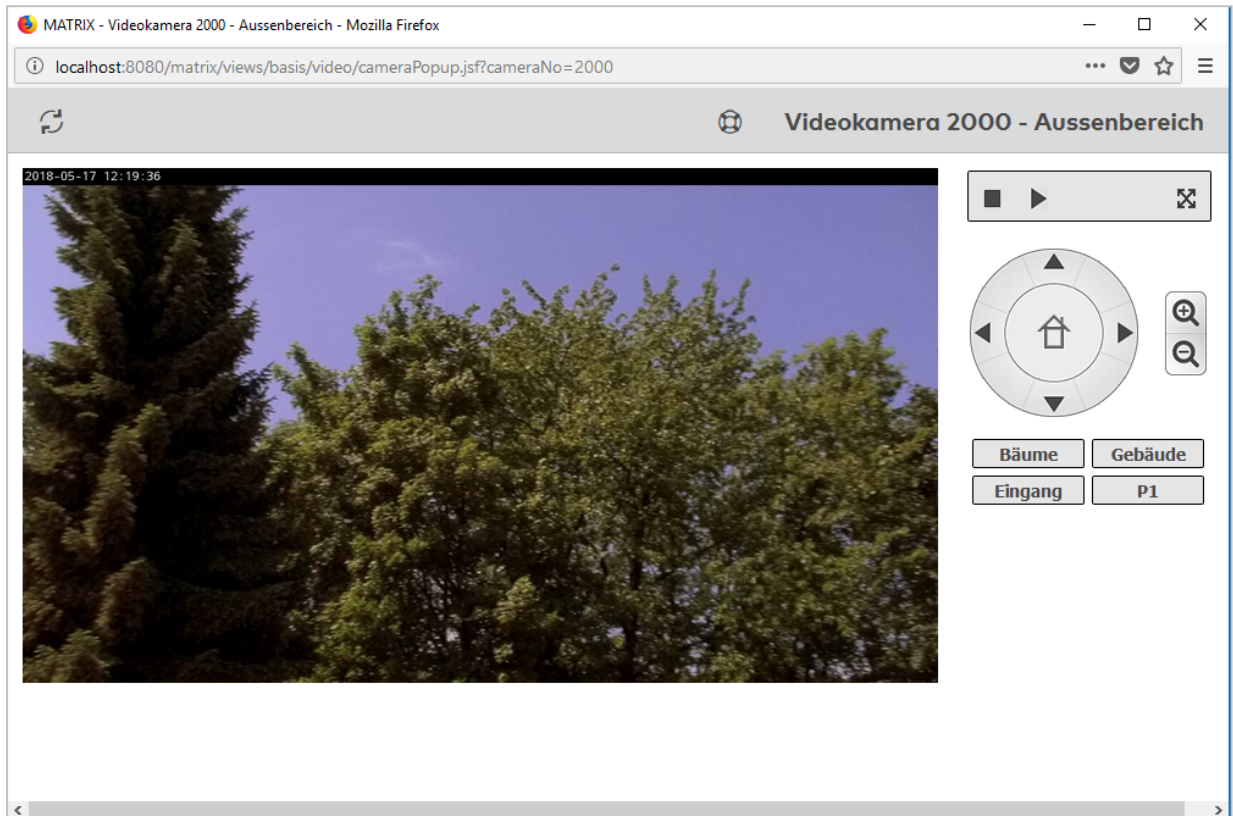 MATRIX - Videokamera 2000 - Aussenbereich - Mozilla Firefox
localhost:8080/matrix/views/basis/video/cameraPopup.jsf?cameraNo=2000
Videokamera 2000 - Aussenbereich
2018-05-17 12:19:36
Bäume Gebäude
Eingang P1